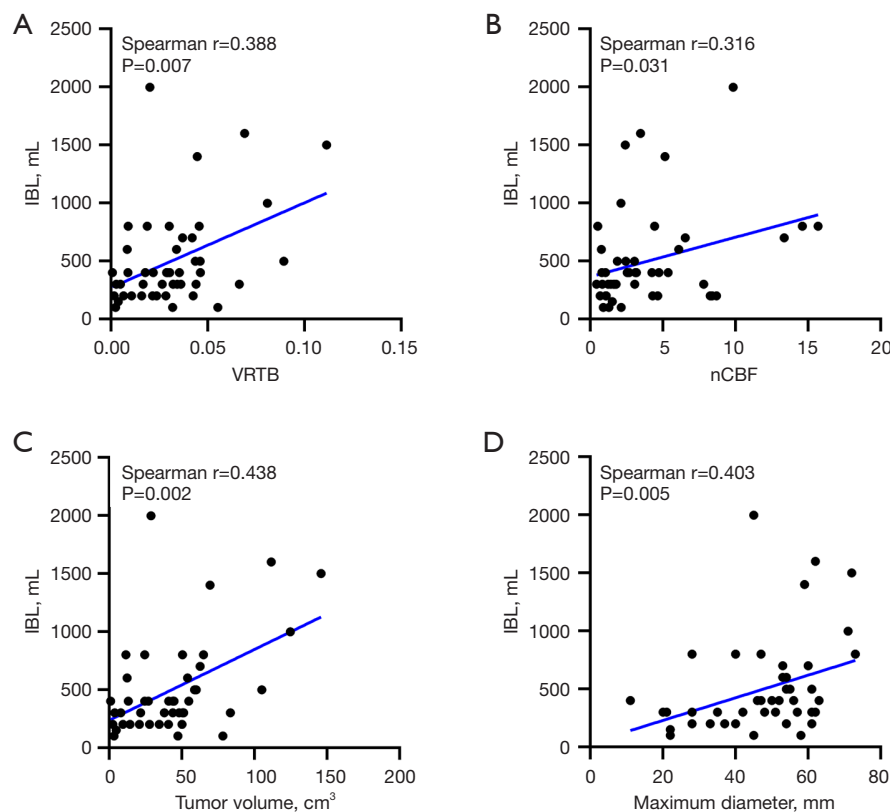 A
Spearman r=0.388
P=0.007
2500
2000
1500
1000
500
0
IBL, mL
0.00 0.05 0.10 0.15
VRTB
B
Spearman r=0.316
P=0.031
2500
2000
1500
1000
500
0
IBL, mL
0 5 10 15 20
nCBF
C
Spearman r=0.438
P=0.002
2500
2000
1500
1000
500
0
IBL, mL
0 50 100 150 200
Tumor volume, cm³
D
Spearman r=0.403
P=0.005
2500
2000
1500
1000
500
0
IBL, mL
0 20 40 60 80
Maximum diameter, mm